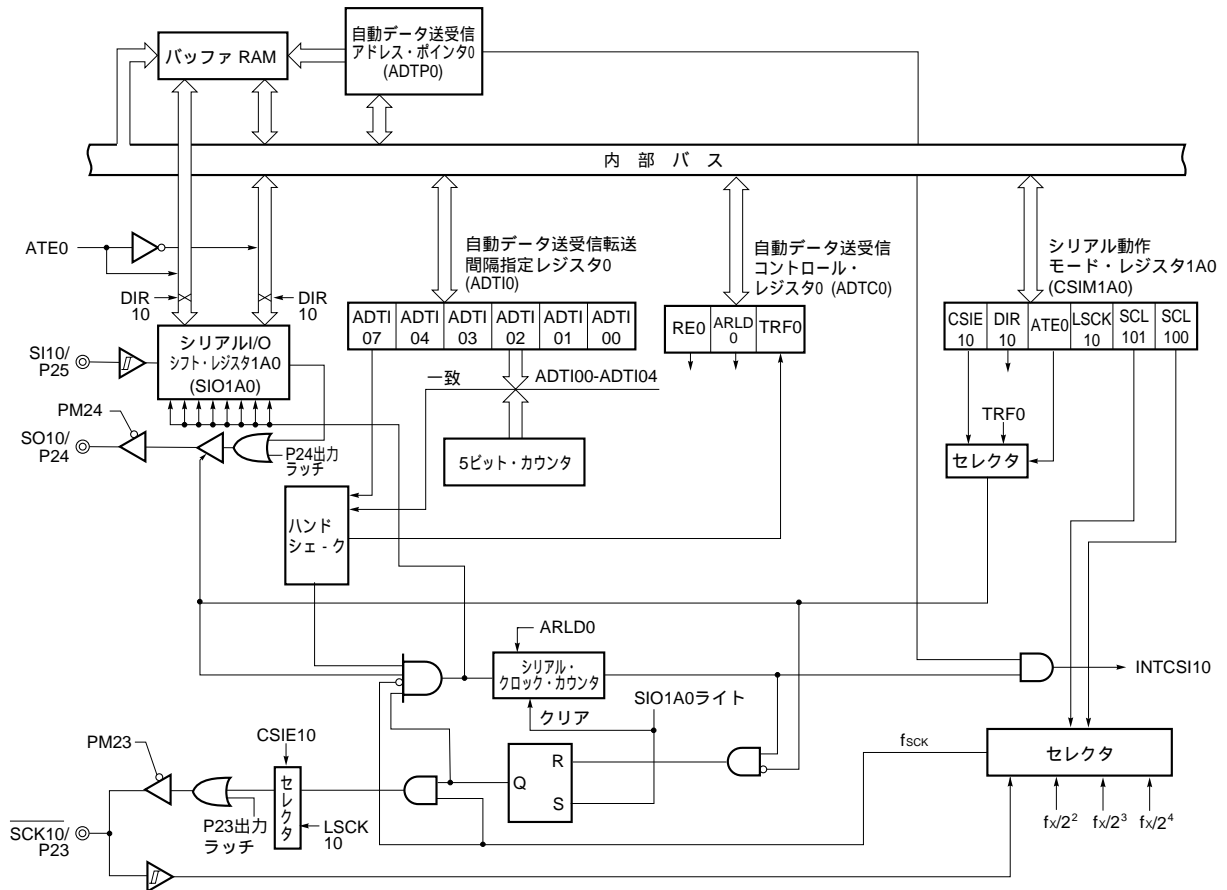 バッファ RAM
自動データ送受信
アドレス・ポインタ0
(ADTP0)
内 部 バ ス
ATE0
DIR
10
DIR
10
自動データ送受信転送
間隔指定レジスタ0
(ADTI0)
自動データ送受信
コントロール・
レジスタ0 (ADTC0)
シリアル動作
モード・レジスタ1A0
(CSIM1A0)
ADTI
07
ADTI
04
ADTI
03
ADTI
02
ADTI
01
ADTI
00
RE0
ARLD
0
TRF0
CSIE
10
DIR
10
ATE0
LSCK
10
SCL
101
SCL
100
SI10/
P25
シリアルI/O
シフト・レジスタ1A0
(SIO1A0)
一致
ADTI00-ADTI04
PM24
SO10/
P24
P24出力
ラッチ
5ビット・カウンタ
TRF0
セレクタ
ハンド
シェ-ク
ARLD0
シリアル・
クロック・カウンタ
INTCSI10
クリア
SIO1A0ライト
PM23
CSIE10
セレクタ
Q
R
S
fSCK
セレクタ
SCK10/
P23
P23出力
ラッチ
LSCK
10
fX/2²
fX/2³
fX/2⁴